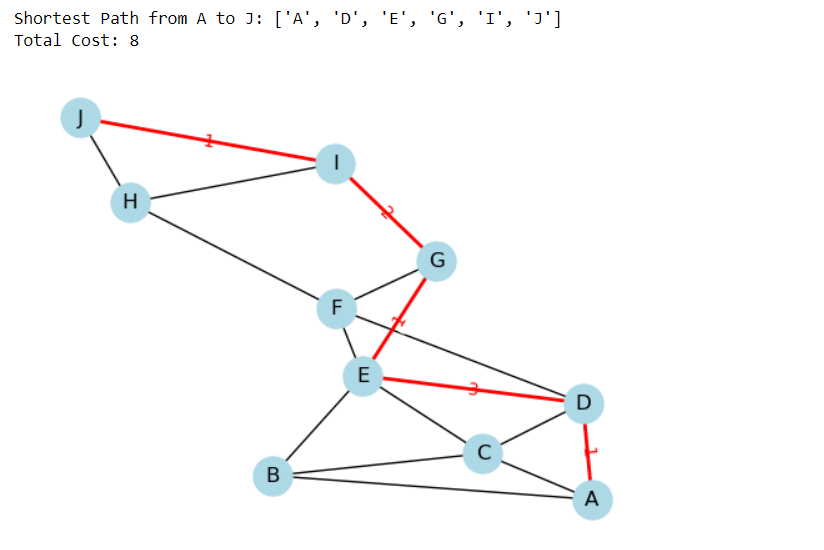 Shortest Path from A to J: ['A', 'D', 'E', 'G', 'I', 'J']
Total Cost: 8
J
1
I
H
2
G
F
1
E
3
D
C
1
B
A